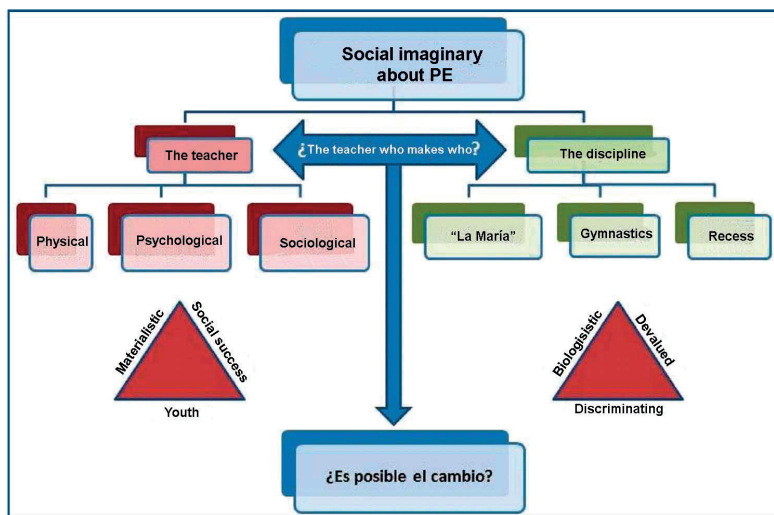 Social imaginary
about PE
The teacher
¿The teacher who makes who?
The discipline
Physical
Psychological
Sociological
“La María”
Gymnastics
Recess
Materialistic
Social success
Youth
Biologisistic
Devalued
Discriminating
¿Es posible el cambio?